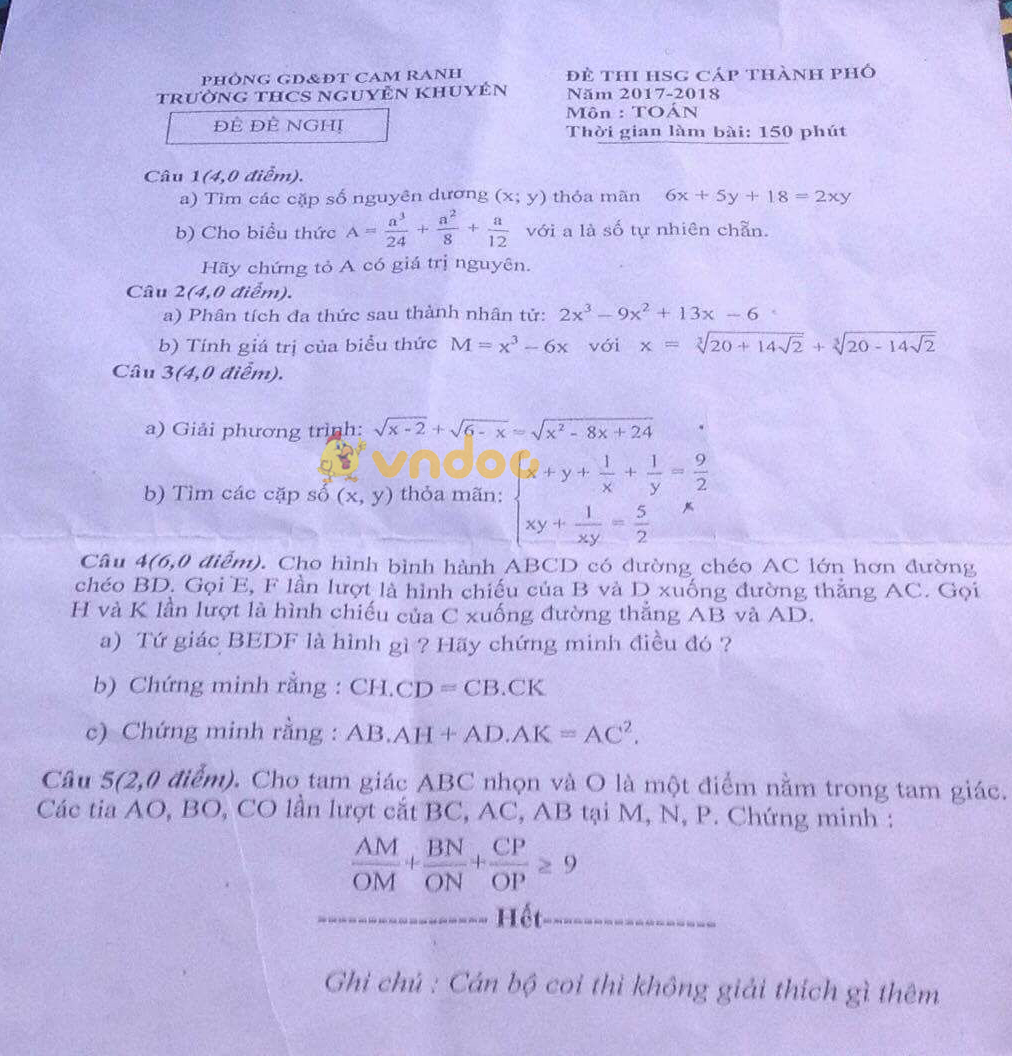 PHÒNG GD&ĐT CAM RANH
TRƯỜNG THCS NGUYỄN KHUYẾN
ĐỀ ĐỀ NGHỊ
ĐỀ THI HSG CẤP THÀNH PHỐ
Năm 2017-2018
Môn : TOÁN
Thời gian làm bài: 150 phút
Câu 1(4,0 điểm).
a) Tìm các cặp số nguyên dương (x; y) thỏa mãn 6x + 5y + 18 = 2xy
b) Cho biểu thức A = a³/24 + a²/8 + a/12 với a là số tự nhiên chẵn.
Hãy chứng tỏ A có giá trị nguyên.
Câu 2(4,0 điểm).
a) Phân tích đa thức sau thành nhân tử: 2x³ – 9x² + 13x – 6
b) Tính giá trị của biểu thức M = x³ – 6x với x = ∛(20 + 14√2) + ∛(20 - 14√2)
Câu 3(4,0 điểm).
a) Giải phương trình: √(x - 2) + √(6 - x) = √(x² - 8x + 24)
vndoc
b) Tìm các cặp số (x, y) thỏa mãn: { x + y + 1/x + 1/y = 9/2
xy + 1/xy = 5/2
Câu 4(6,0 điểm). Cho hình bình hành ABCD có đường chéo AC lớn hơn đường
chéo BD. Gọi E, F lần lượt là hình chiếu của B và D xuống đường thẳng AC. Gọi
H và K lần lượt là hình chiếu của C xuống đường thẳng AB và AD.
a) Tứ giác BEDF là hình gì ? Hãy chứng minh điều đó ?
b) Chứng minh rằng : CH.CD = CB.CK
c) Chứng minh rằng : AB.AH + AD.AK = AC².
Câu 5(2,0 điểm). Cho tam giác ABC nhọn và O là một điểm nằm trong tam giác.
Các tia AO, BO, CO lần lượt cắt BC, AC, AB tại M, N, P. Chứng minh :
AM/OM + BN/ON + CP/OP ≥ 9
------------------- Hết-------------------
Ghi chú : Cán bộ coi thi không giải thích gì thêm